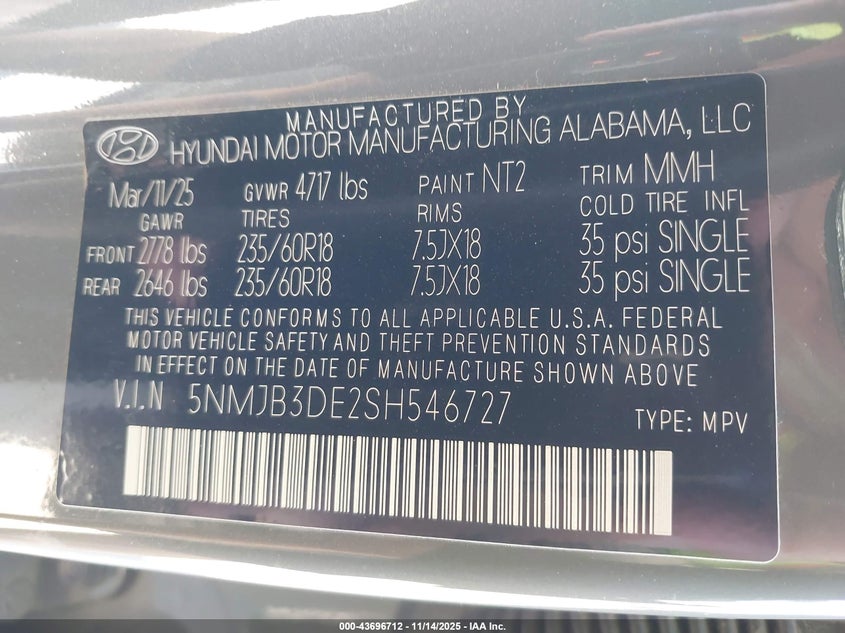 MANUFACTURED BY
HYUNDAI MOTOR MANUFACTURING ALABAMA, LLC
Mar/11/25 GVWR 4717 lbs PAINT NT2 TRIM MMH
GAWR TIRES RIMS COLD TIRE INFL
FRONT 2778 lbs 235/60R18 7.5JX18 35 psi SINGLE
REAR 2646 lbs 235/60R18 7.5JX18 35 psi SINGLE
THIS VEHICLE CONFORMS TO ALL APPLICABLE U.S.A. FEDERAL
MOTOR VEHICLE SAFETY AND THEFT PREVENTION STANDARDS
IN EFFECT ON THE DATE OF MANUFACTURE SHOWN ABOVE
V.I.N 5NMJB3DE2SH546727
TYPE: MPV
000-43696712 - 11/14/2025 - IAA Inc.